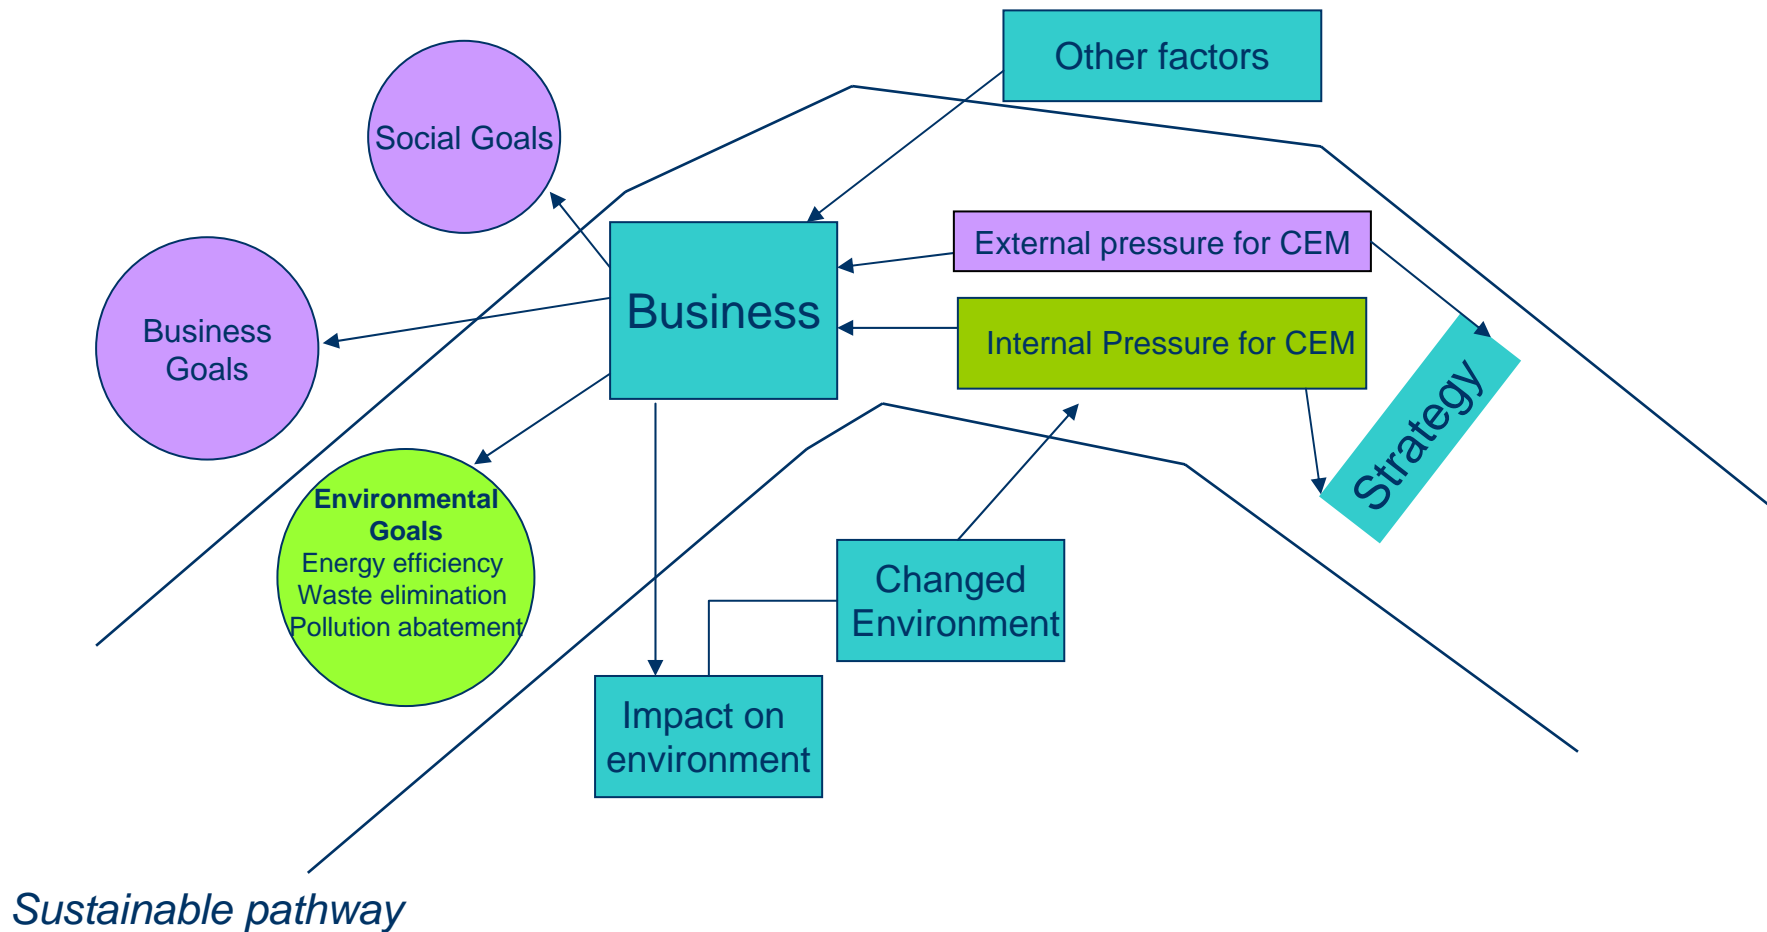 Other factors
Social Goals
External pressure for CEM
Business
Internal Pressure for CEM
Business
Goals
Strategy
Environmental
Goals
Energy efficiency
Waste elimination
Pollution abatement
Changed
Environment
Impact on
environment
Sustainable pathway